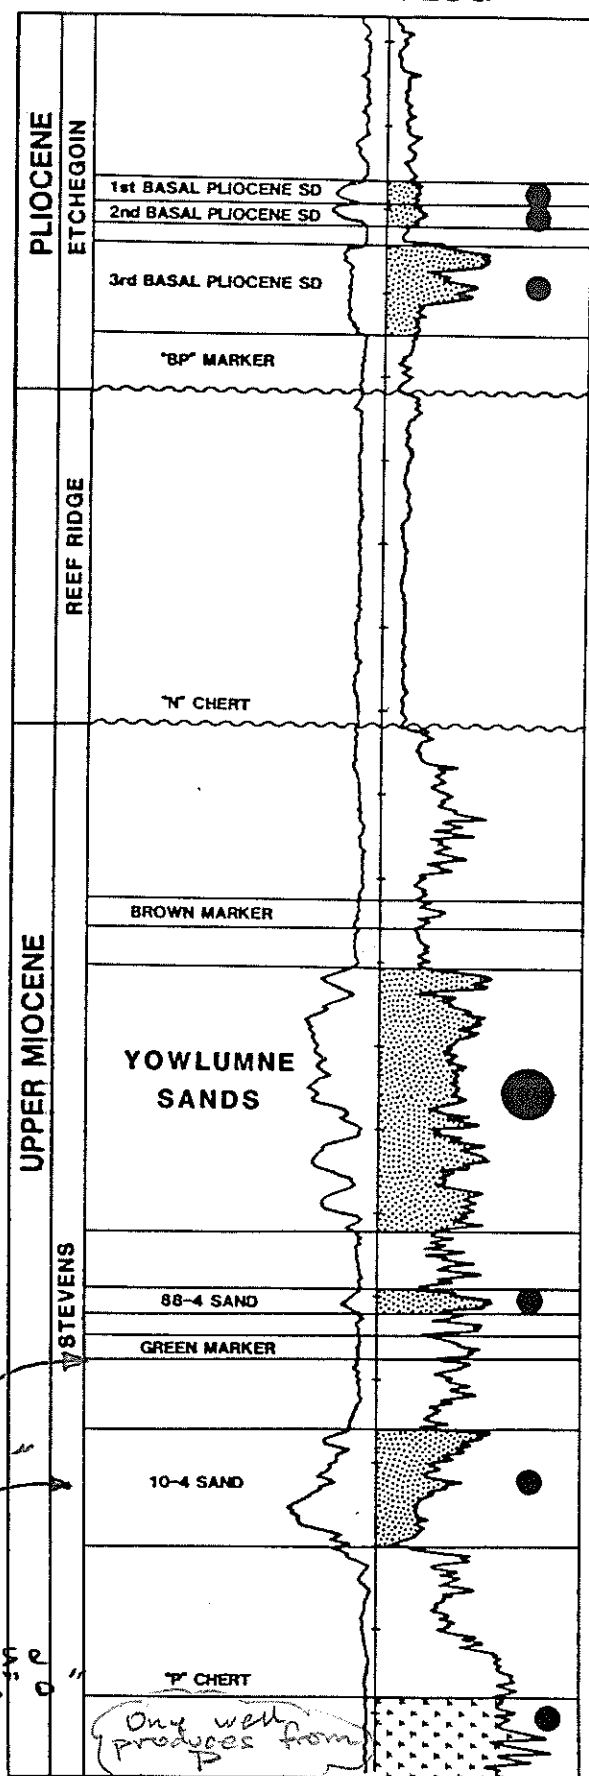 PLIOCENE
ETCHEGOIN
1st BASAL PLIOCENE SD
2nd BASAL PLIOCENE SD
3rd BASAL PLIOCENE SD
"BP" MARKER
REEF RIDGE
"N" CHERT
UPPER MIOCENE
BROWN MARKER
YOWLUMNE
SANDS
STEVENS
88-4 SAND
GREEN MARKER
10-4 SAND
"P" CHERT
One well
produces from
P